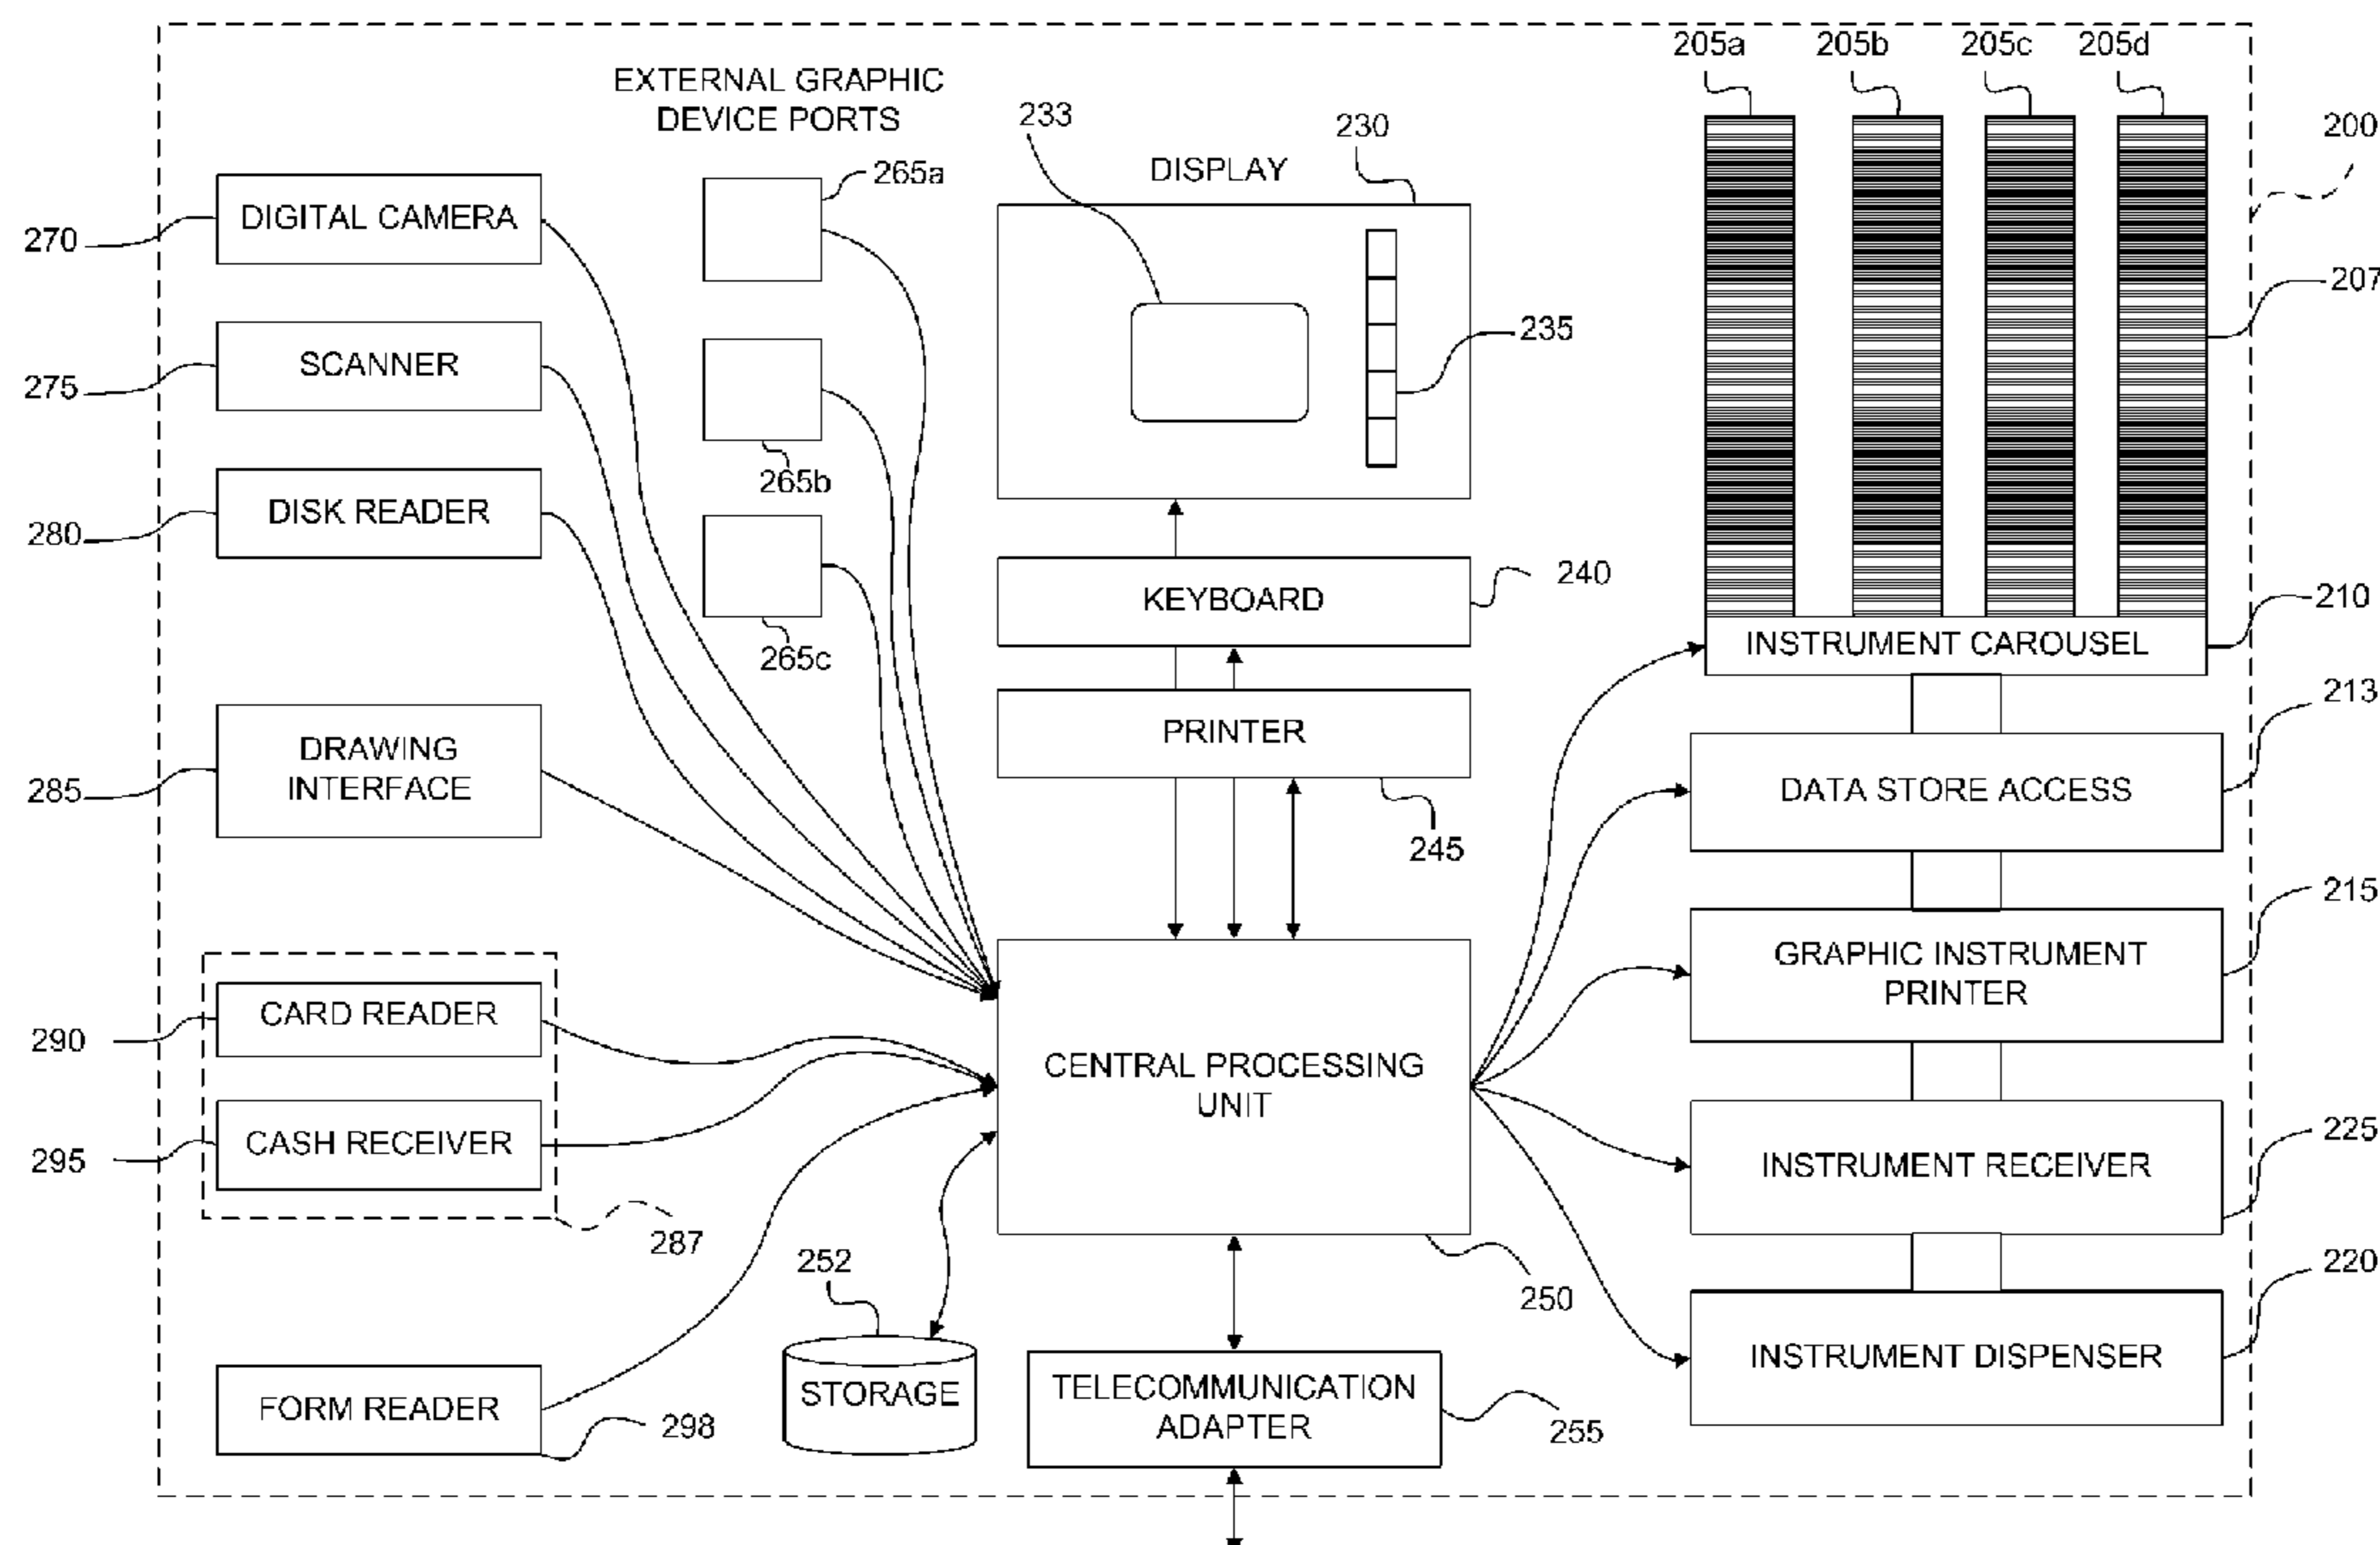 205a 205b 205c 205d
EXTERNAL GRAPHIC
DEVICE PORTS
233
230
200
DISPLAY
265a
DIGITAL CAMERA
270
207
235
SCANNER
275
265b
DISK READER
280
240
KEYBOARD
210
265c
INSTRUMENT CAROUSEL
213
PRINTER
DRAWING
INTERFACE
285
DATA STORE ACCESS
245
215
GRAPHIC INSTRUMENT
PRINTER
CARD READER
290
CENTRAL PROCESSING
UNIT
225
CASH RECEIVER
295
INSTRUMENT RECEIVER
287
252
250
220
INSTRUMENT DISPENSER
STORAGE
TELECOMMUNICATION
ADAPTER
FORM READER
298
255